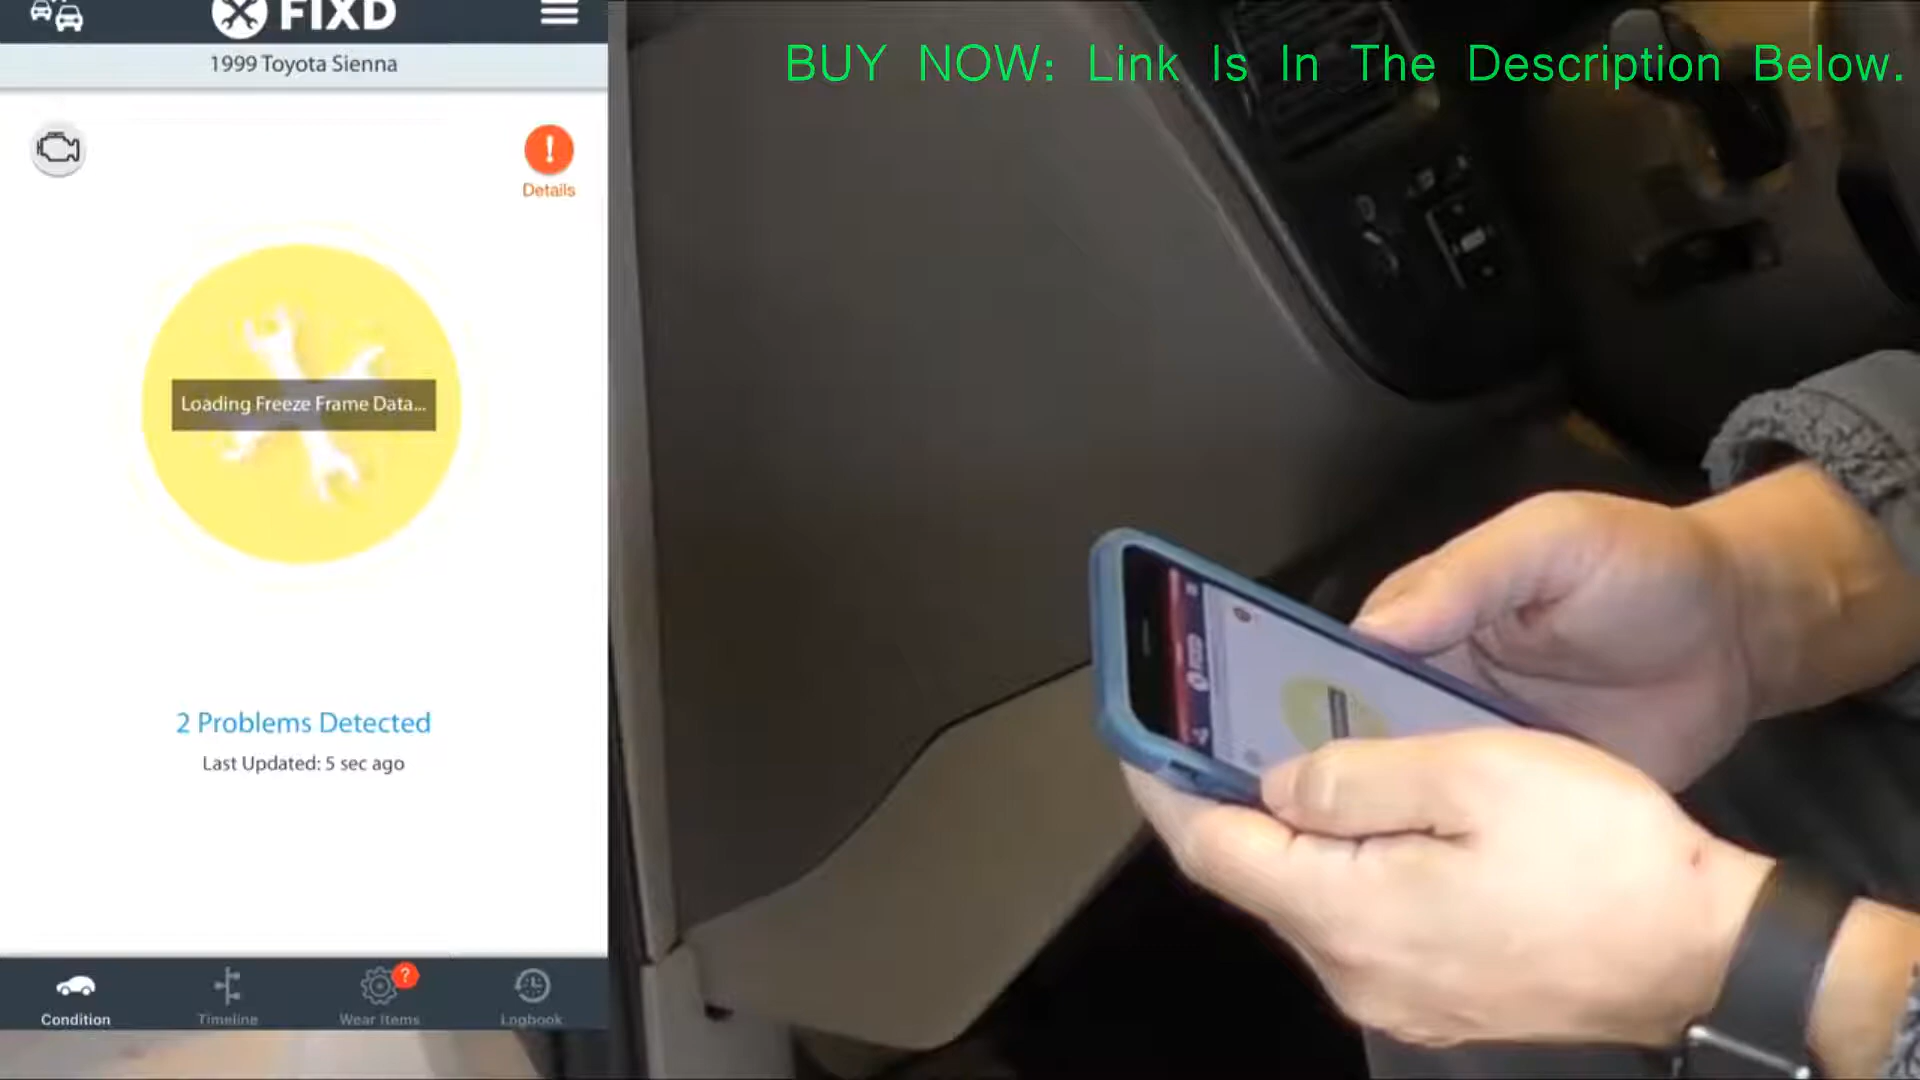 FIXD
1999 Toyota Sienna
BUY NOW: Link Is In The Description Below.
!
Details
Loading Freeze Frame Data...
2 Problems Detected
Last Updated: 5 sec ago
?
Condition
Timeline
Wear Items
Logbook